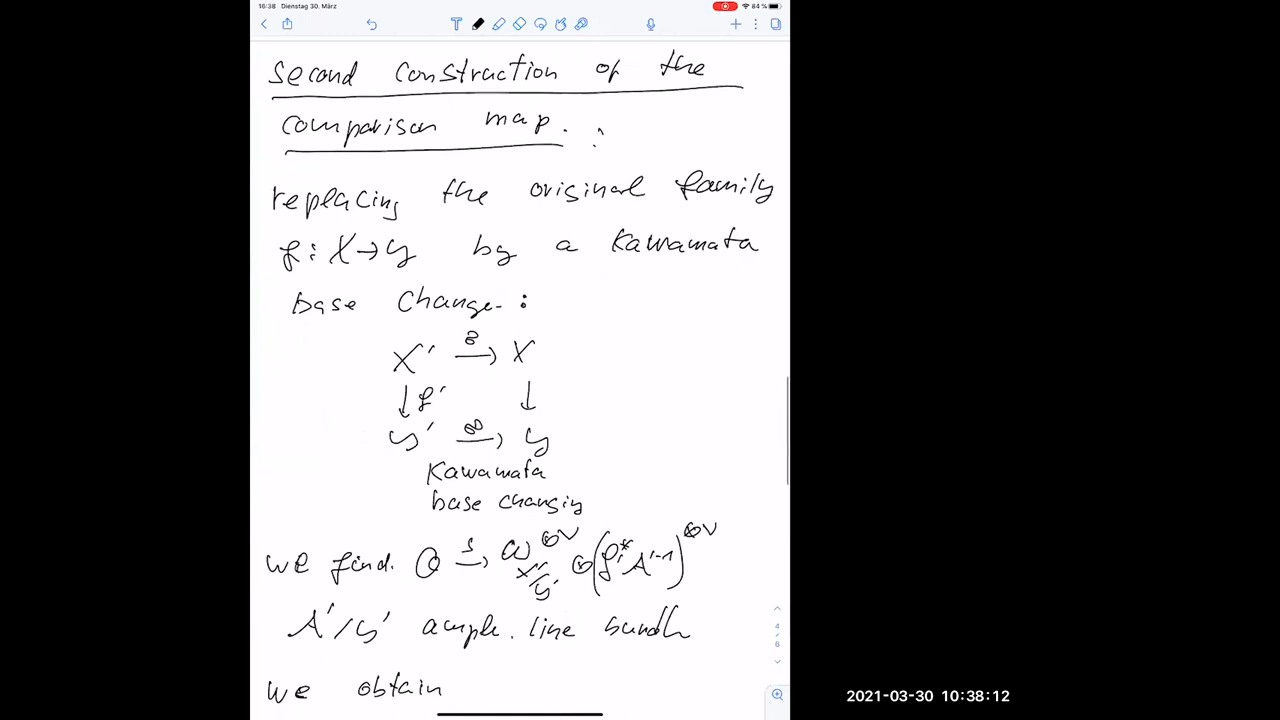 16:38 Dienstag 30. März
84 %
second construction of the
comparison map. :
replacing the original family
f: X → Y by a Kawamata
base change- :
X' → X
↓ f' ↓
Y' → Y
Kawamata
base changing
we find. O →s ω_{X'/Y'}^{⊗ν} ⊗ (f'^* A'^{-1})^{⊗ν}
A'/Y' ample. line bundle
we obtain
4
6
2021-03-30 10:38:12